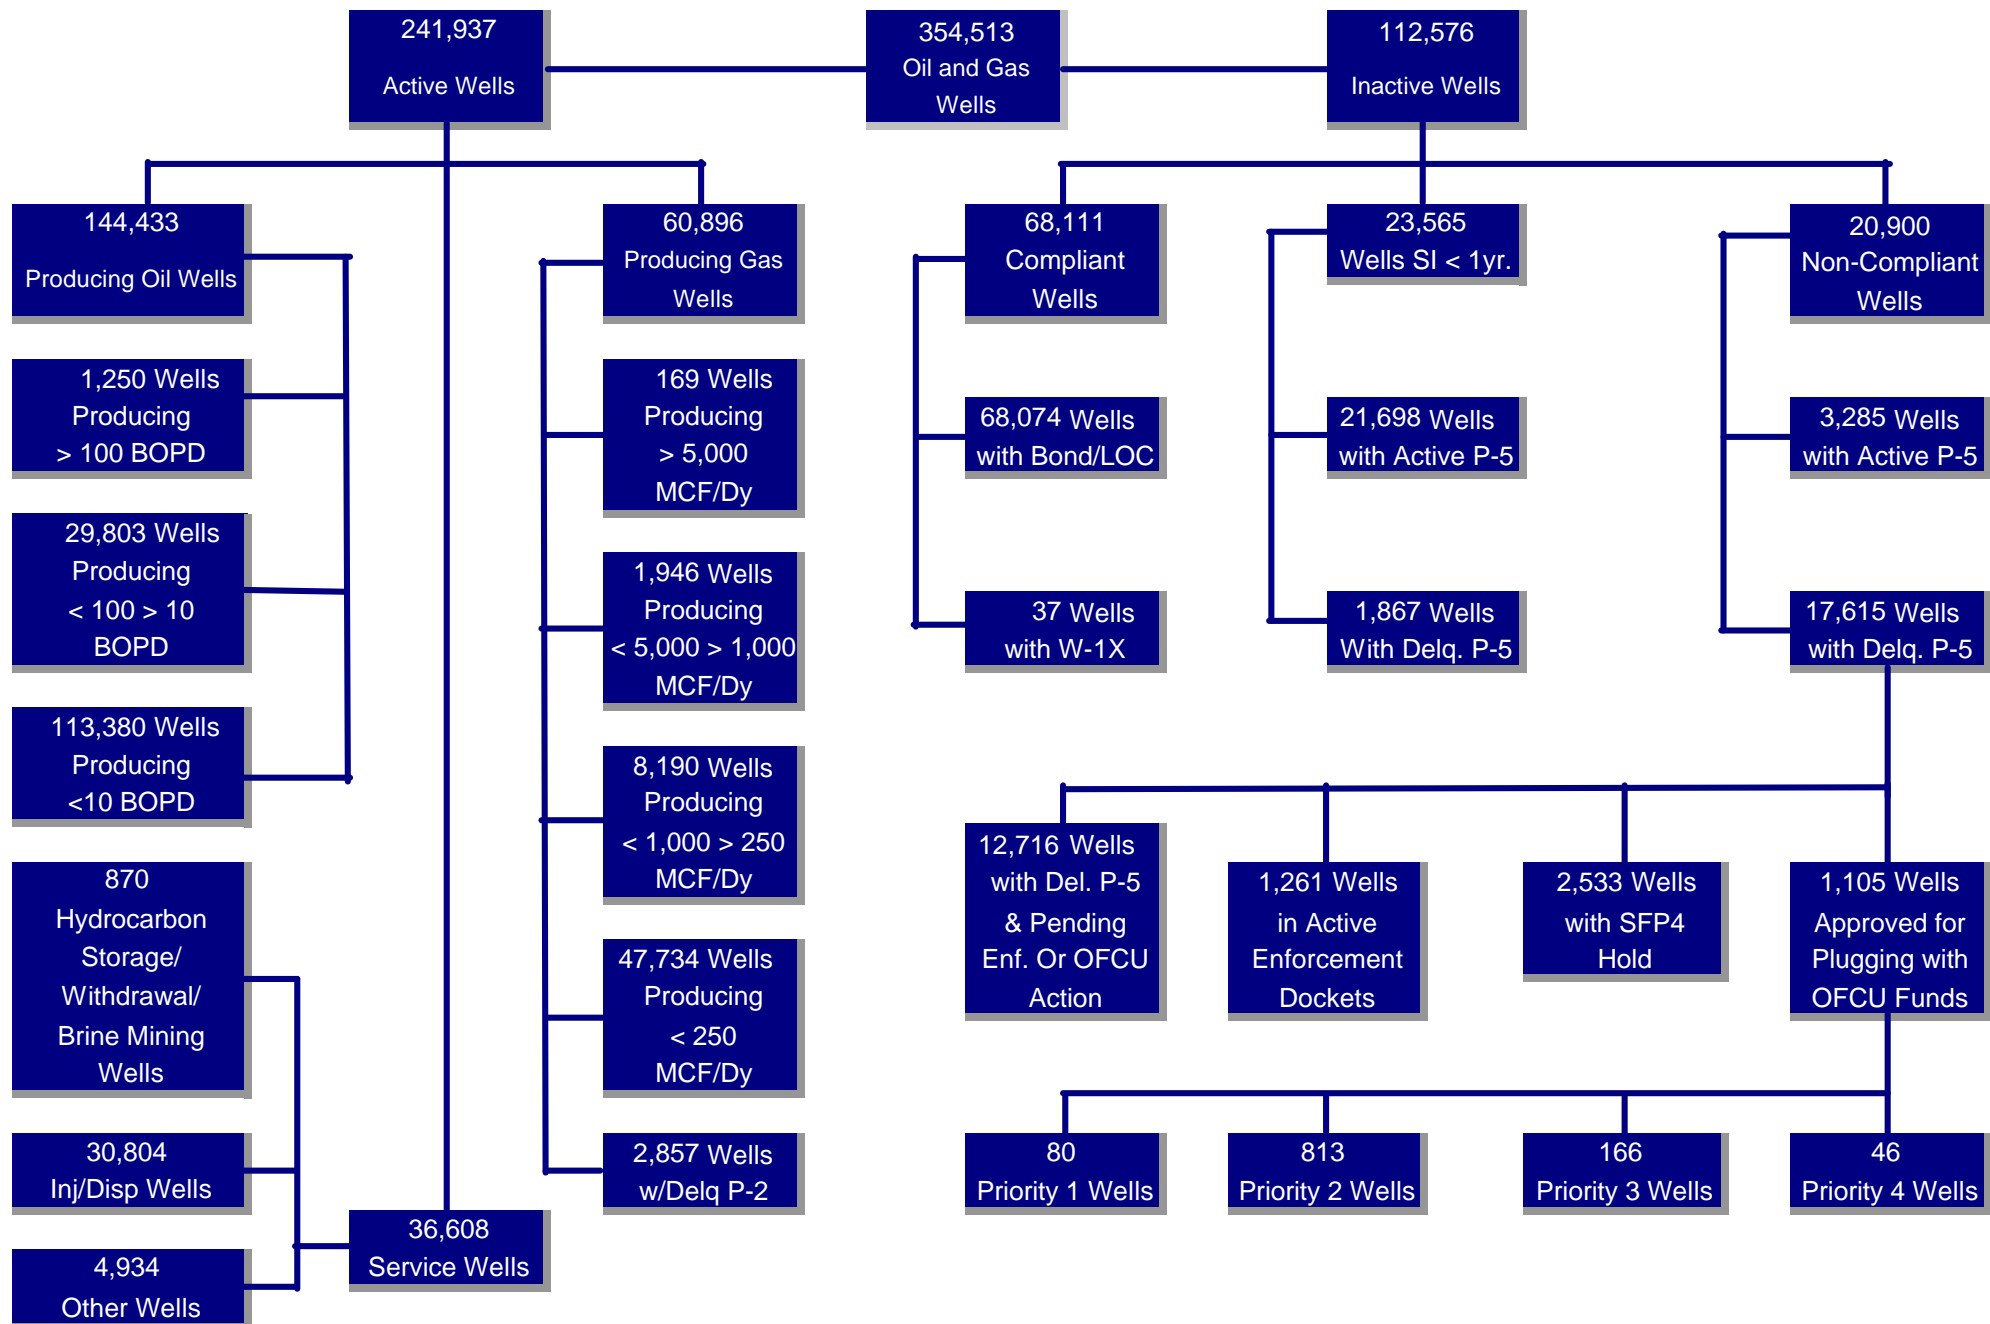 241,937
Active Wells
354,513
Oil and Gas
Wells
112,576
Inactive Wells
144,433
Producing Oil Wells
60,896
Producing Gas
Wells
68,111
Compliant
Wells
23,565
Wells SI < 1yr.
20,900
Non-Compliant
Wells
1,250 Wells
Producing
> 100 BOPD
169 Wells
Producing
> 5,000
MCF/Dy
68,074 Wells
with Bond/LOC
21,698 Wells
with Active P-5
3,285 Wells
with Active P-5
29,803 Wells
Producing
< 100 > 10
BOPD
1,946 Wells
Producing
< 5,000 > 1,000
MCF/Dy
37 Wells
with W-1X
1,867 Wells
With Delq. P-5
17,615 Wells
with Delq. P-5
113,380 Wells
Producing
<10 BOPD
8,190 Wells
Producing
< 1,000 > 250
MCF/Dy
12,716 Wells
with Del. P-5
& Pending
Enf. Or OFCU
Action
1,261 Wells
in Active
Enforcement
Dockets
2,533 Wells
with SFP4
Hold
1,105 Wells
Approved for
Plugging with
OFCU Funds
870
Hydrocarbon
Storage/
Withdrawal/
Brine Mining
Wells
47,734 Wells
Producing
< 250
MCF/Dy
30,804
Inj/Disp Wells
2,857 Wells
w/Delq P-2
80
Priority 1 Wells
813
Priority 2 Wells
166
Priority 3 Wells
46
Priority 4 Wells
36,608
Service Wells
4,934
Other Wells